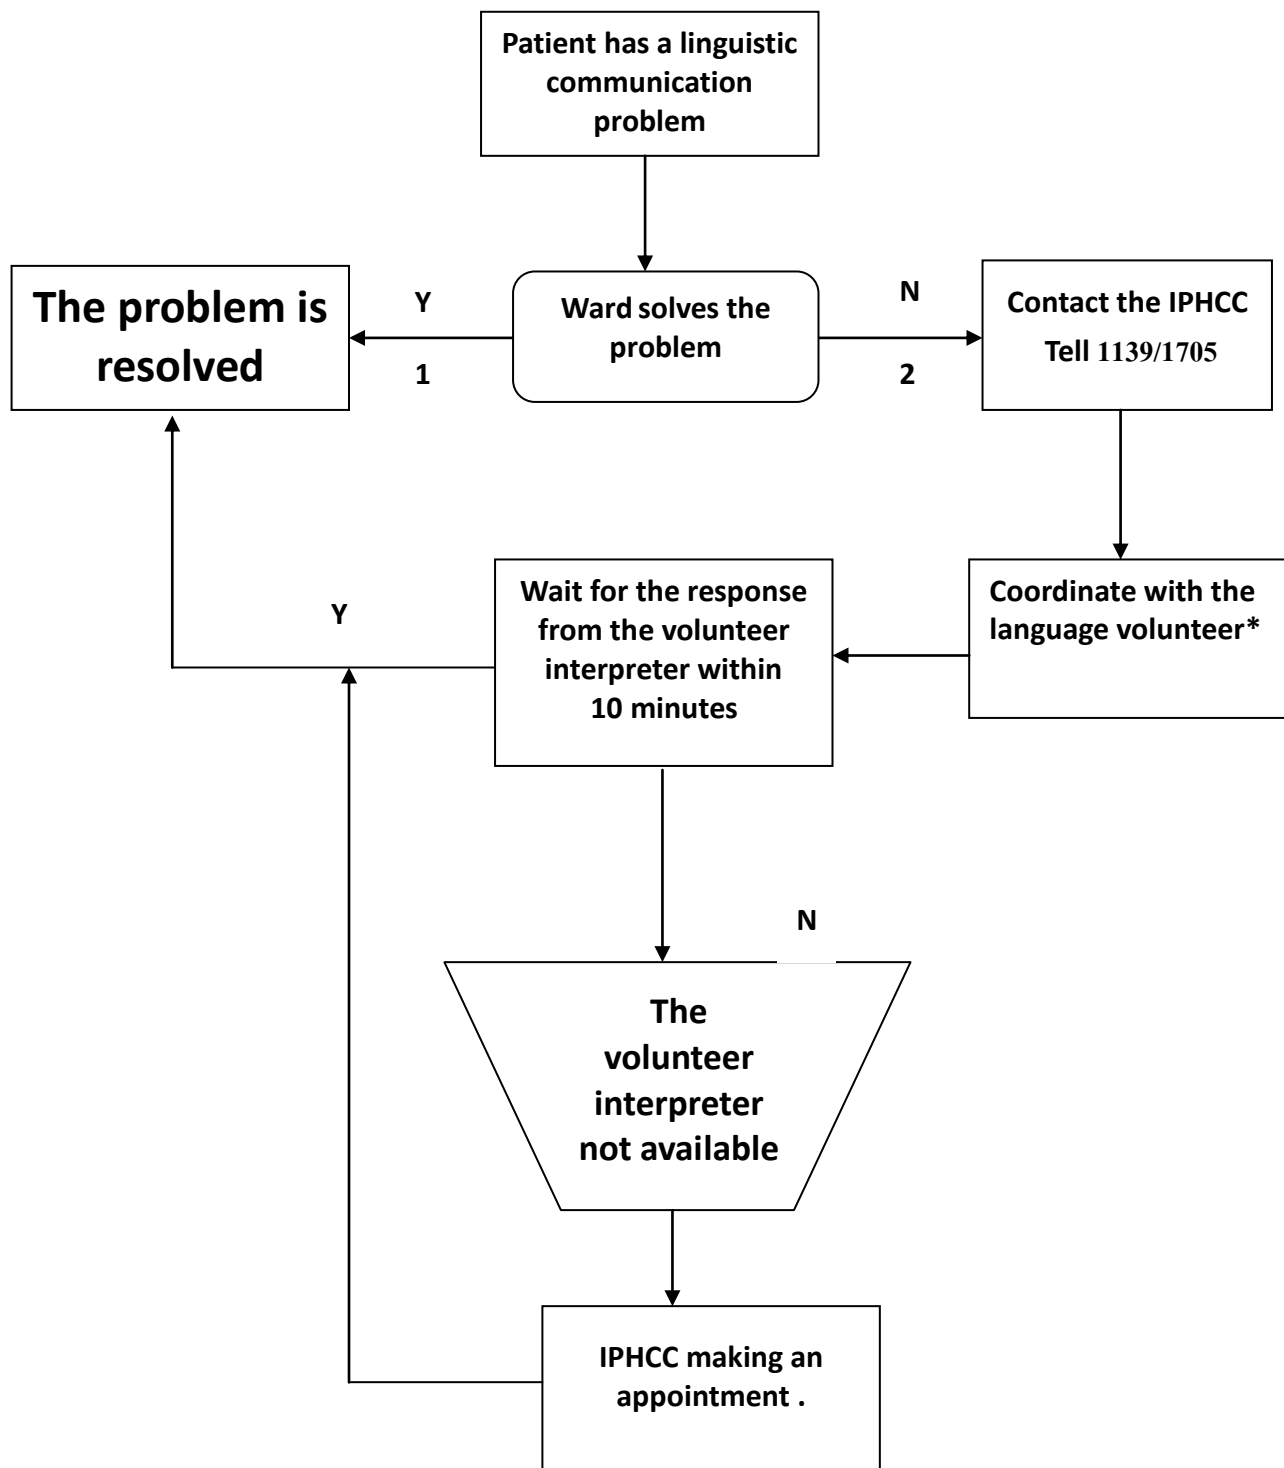 Patient has a linguistic
communication
problem
The problem is
resolved
Y
1
Ward solves the
problem
N
2
Contact the IPHCC
Tell 1139/1705
Y
Wait for the response
from the volunteer
interpreter within
10 minutes
Coordinate with the
language volunteer*
N
The
volunteer
interpreter
not available
IPHCC making an
appointment .